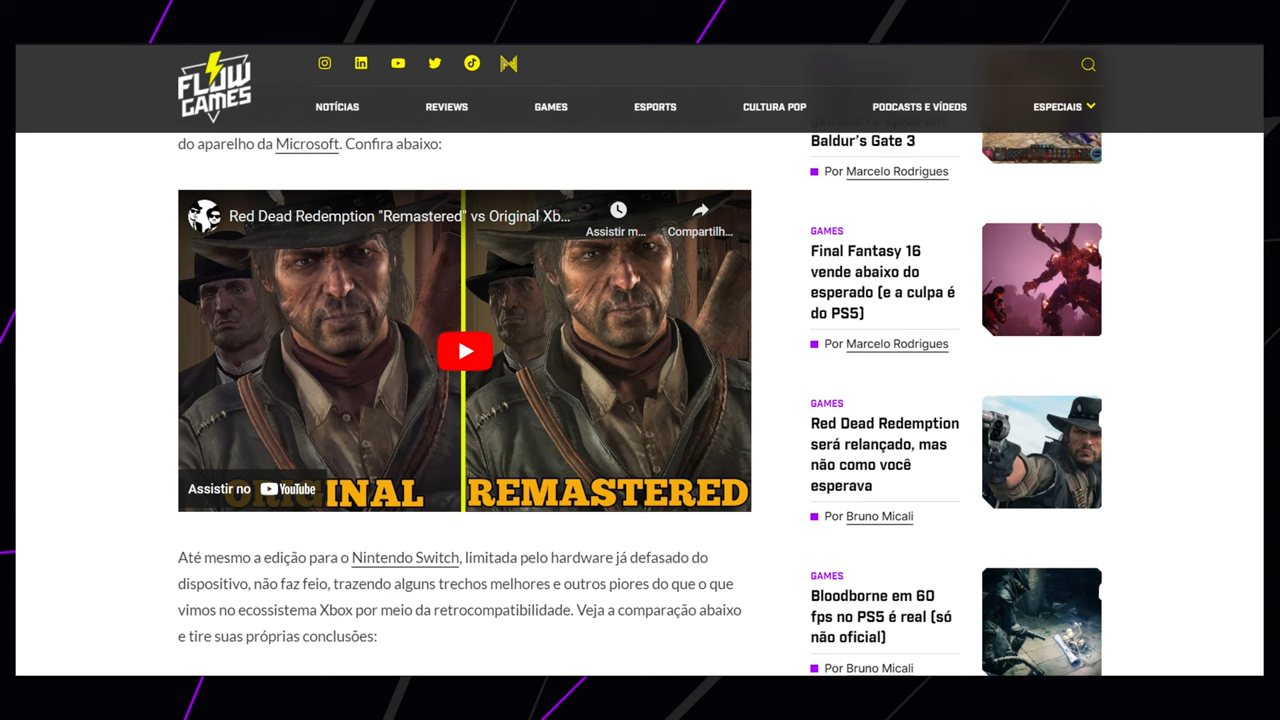 FLOW
GAMES
NOTÍCIAS
REVIEWS
GAMES
ESPORTS
CULTURA POP
PODCASTS E VÍDEOS
ESPECIAIS
do aparelho da Microsoft. Confira abaixo:
Red Dead Redemption "Remastered" vs Original Xb...
Assistir m...
Compartilh...
INAL
REMASTERED
Assistir no YouTube
Até mesmo a edição para o Nintendo Switch, limitada pelo hardware já defasado do
dispositivo, não faz feio, trazendo alguns trechos melhores e outros piores do que o que
vimos no ecossistema Xbox por meio da retrocompatibilidade. Veja a comparação abaixo
e tire suas próprias conclusões:
Baldur's Gate 3
Por Marcelo Rodrigues
GAMES
Final Fantasy 16
vende abaixo do
esperado (e a culpa é
do PS5)
Por Marcelo Rodrigues
GAMES
Red Dead Redemption
será relançado, mas
não como você
esperava
Por Bruno Micali
GAMES
Bloodborne em 60
fps no PS5 é real (só
não oficial)
Por Bruno Micali